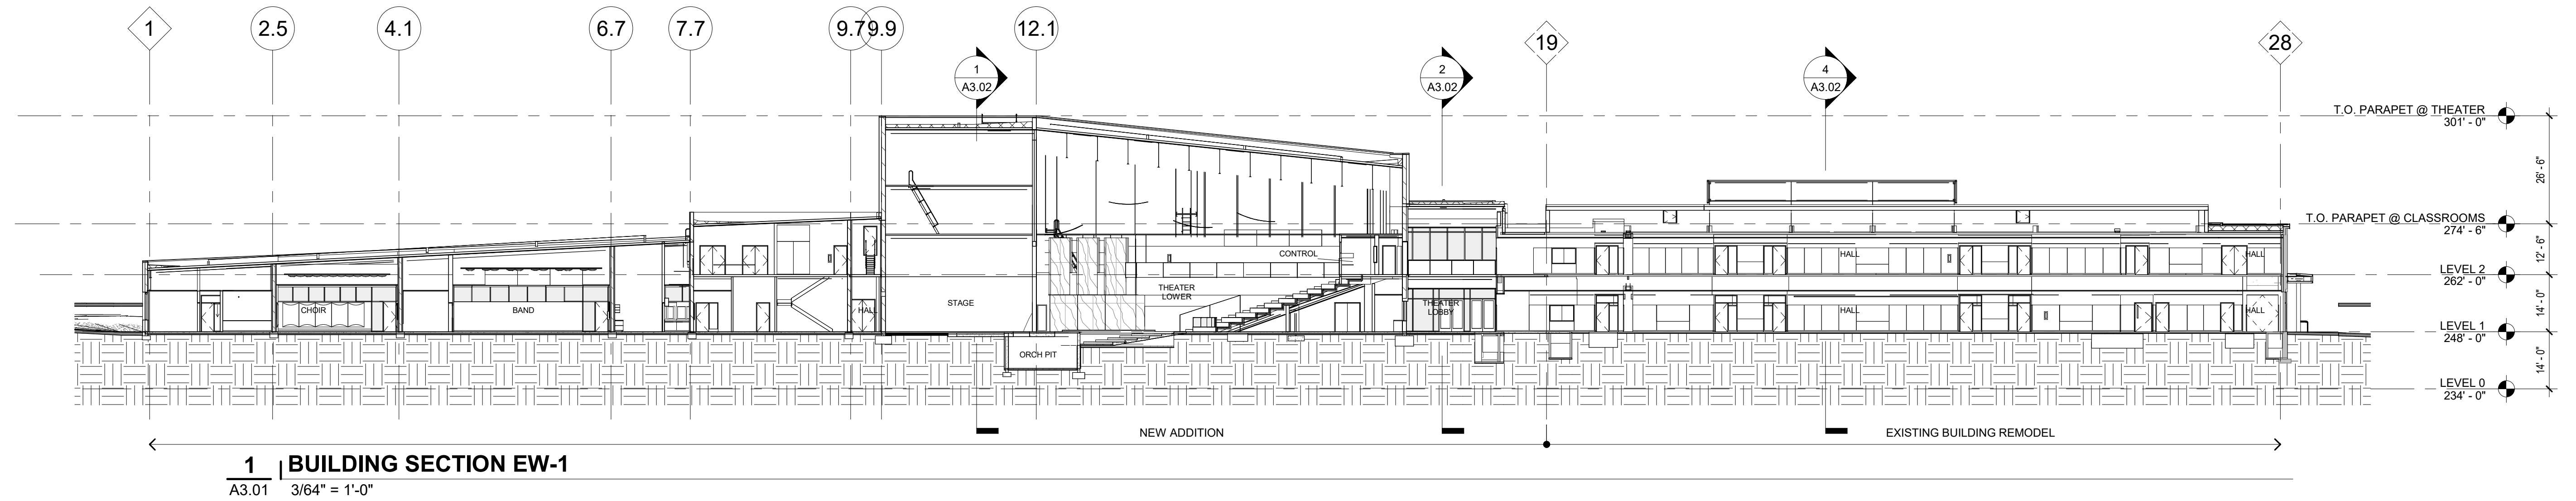 1
2.5
4.1
6.7
7.7
9.7
9.9
12.1
19
28
1
A3.02
2
A3.02
4
A3.02
T.O. PARAPET @ THEATER
301' - 0"
26' - 6"
T.O. PARAPET @ CLASSROOMS
274' - 6"
12' - 6"
LEVEL 2
262' - 0"
14' - 0"
LEVEL 1
248' - 0"
14' - 0"
LEVEL 0
234' - 0"
CONTROL
HALL
HALL
THEATER
LOWER
STAGE
CHOIR
BAND
HALL
THEATER
LOBBY
HALL
HALL
ORCH PIT
NEW ADDITION
EXISTING BUILDING REMODEL
1
BUILDING SECTION EW-1
A3.01
3/64" = 1'-0"